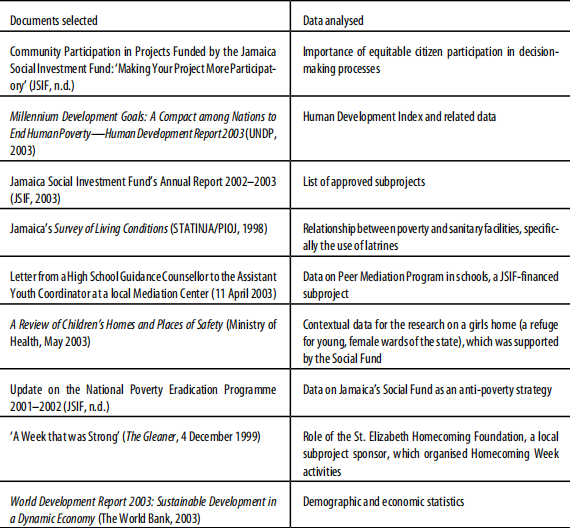 Documents selected Data analysed
Community Participation in Projects Funded by the Jamaica Importance of equitable citizen participation in decision-
Social Investment Fund: ‘Making Your Project More Participat- making processes
ory’ (JSIF, n.d.)
Millennium Development Goals: A Compact among Nations to Human Development Index and related data
End Human Poverty—Human Development Report 2003 (UNDP,
2003)
Jamaica Social Investment Fund’s Annual Report 2002–2003 List of approved subprojects
(JSIF, 2003)
Jamaica’s Survey of Living Conditions (STATINJA/PIOJ, 1998) Relationship between poverty and sanitary facilities, specific-
ally the use of latrines
Letter from a High School Guidance Counsellor to the Assistant Data on Peer Mediation Program in schools, a JSIF-financed
Youth Coordinator at a local Mediation Center (11 April 2003) subproject
A Review of Children’s Homes and Places of Safety (Ministry of Contextual data for the research on a girls home (a refuge
Health, May 2003) for young, female wards of the state), which was supported
by the Social Fund
Update on the National Poverty Eradication Programme Data on Jamaica’s Social Fund as an anti-poverty strategy
2001–2002 (JSIF, n.d.)
‘A Week that was Strong’ (The Gleaner, 4 December 1999) Role of the St. Elizabeth Homecoming Foundation, a local
subproject sponsor, which organised Homecoming Week
activities
World Development Report 2003: Sustainable Development in Demographic and economic statistics
a Dynamic Economy (The World Bank, 2003)